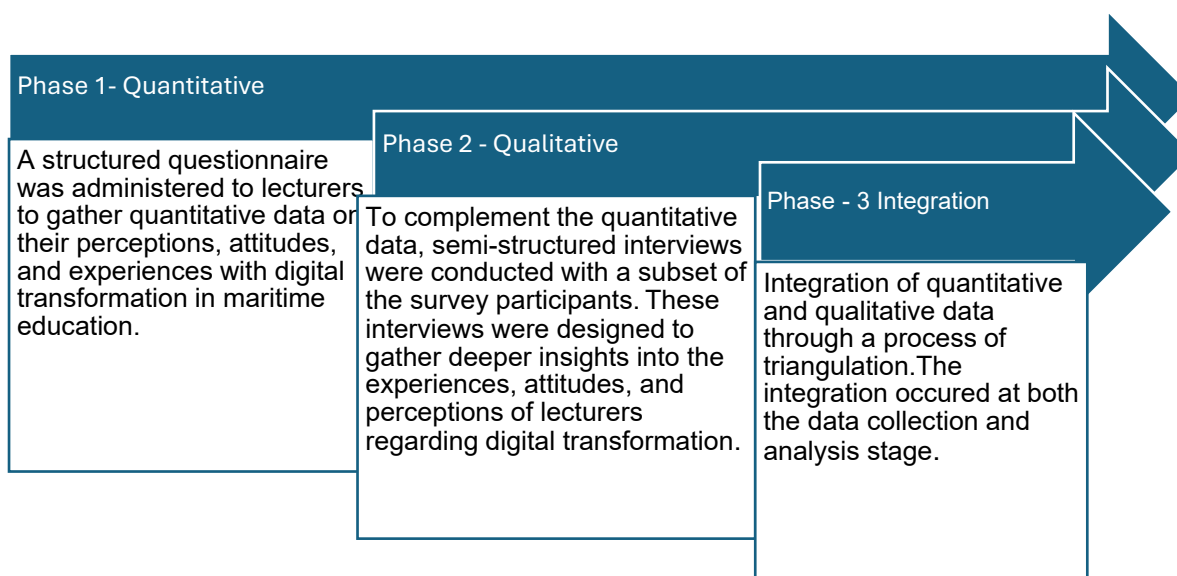 Phase 1- Quantitative
A structured questionnaire
was administered to lecturers
to gather quantitative data on
their perceptions, attitudes,
and experiences with digital
transformation in maritime
education.
Phase 2 - Qualitative
To complement the quantitative
data, semi-structured interviews
were conducted with a subset of
the survey participants. These
interviews were designed to
gather deeper insights into the
experiences, attitudes, and
perceptions of lecturers
regarding digital transformation.
Phase - 3 Integration
Integration of quantitative
and qualitative data
through a process of
triangulation.The
integration occured at both
the data collection and
analysis stage.